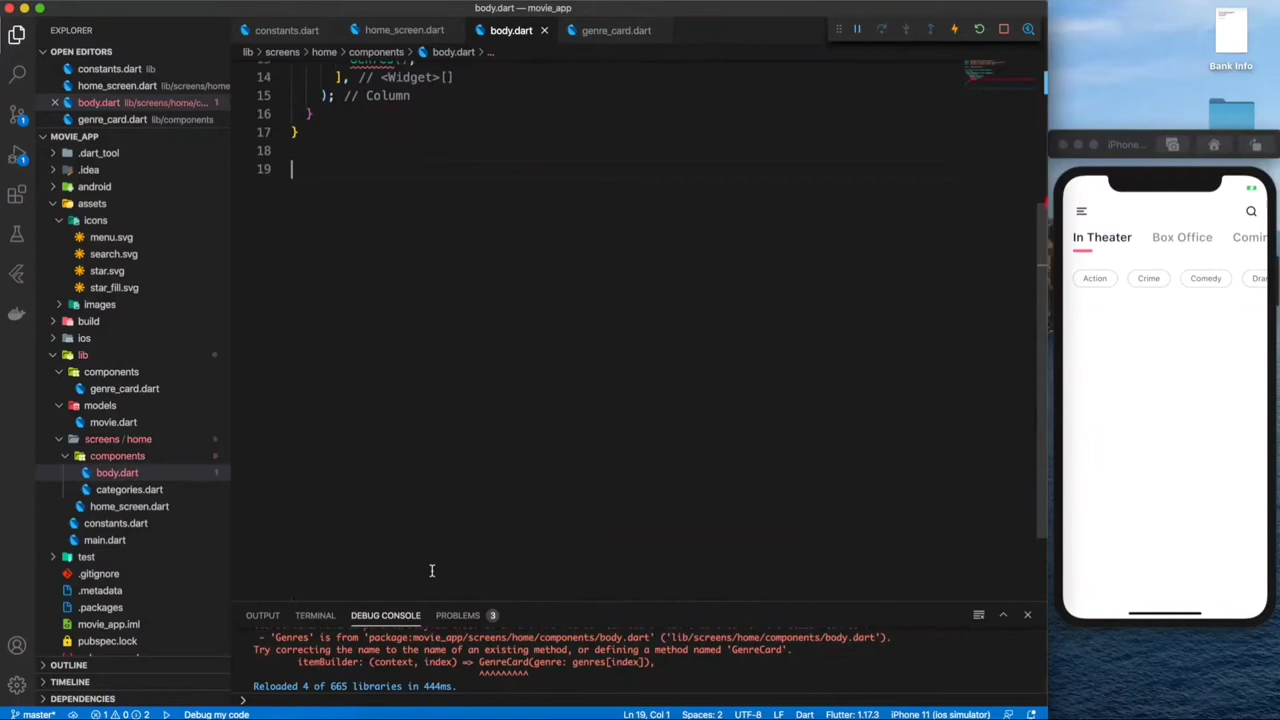 body.dart — movie_app
EXPLORER
OPEN EDITORS
constants.dart lib
home_screen.dart lib/screens/home
body.dart lib/screens/home/c... 1
genre_card.dart lib/components
MOVIE_APP
.dart_tool
.idea
android
assets
icons
menu.svg
search.svg
star.svg
star_fill.svg
images
build
ios
lib
components
genre_card.dart
models
movie.dart
screens / home
components
body.dart 1
categories.dart
home_screen.dart
constants.dart
main.dart
test
.gitignore
.metadata
.packages
movie_app.iml
pubspec.lock
OUTLINE
TIMELINE
DEPENDENCIES
constants.dart home_screen.dart body.dart genre_card.dart
lib > screens > home > components > body.dart > ...
13 Genres(),
14 ], // <Widget>[]
15 ); // Column
16 }
17 }
18
19
OUTPUT TERMINAL DEBUG CONSOLE PROBLEMS 3
- 'Genres' is from 'package:movie_app/screens/home/components/body.dart' ('lib/screens/home/components/body.dart').
Try correcting the name to the name of an existing method, or defining a method named 'GenreCard'.
itemBuilder: (context, index) => GenreCard(genre: genres[index]),
^^^^^^^^^
Reloaded 4 of 665 libraries in 444ms.
master* 1 0 2 Debug my code Ln 19, Col 1 Spaces: 2 UTF-8 LF Dart Flutter: 1.17.3 iPhone 11 (ios simulator)
Bank Info
iPhone...
In Theater Box Office Comin
Action Crime Comedy Dra